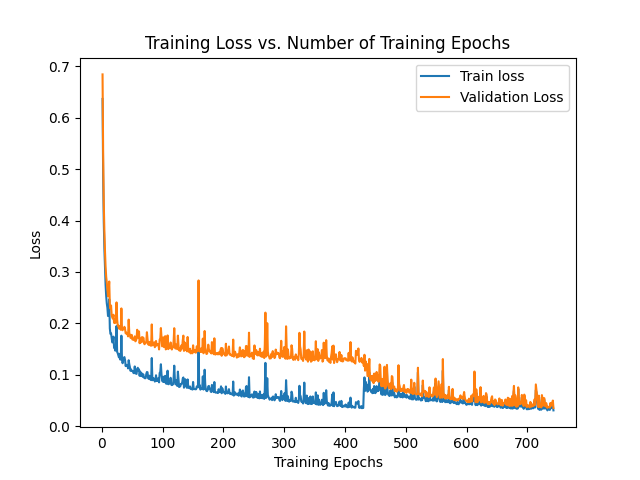 Training Loss vs. Number of Training Epochs
Train loss
Validation Loss
0.7
0.6
0.5
0.4
0.3
0.2
0.1
0.0
Loss
0 100 200 300 400 500 600 700
Training Epochs